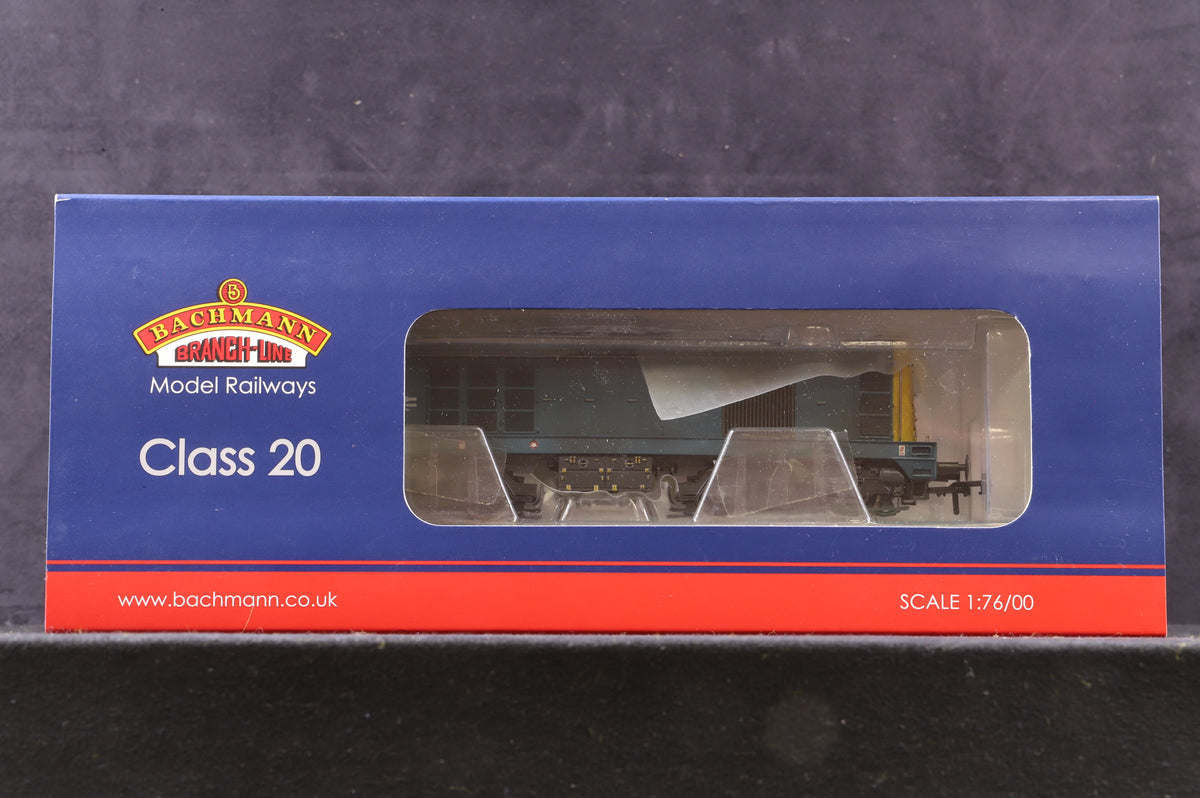 B
BACHMANN
BRANCH-LINE
Model Railways
Class 20
www.bachmann.co.uk
SCALE 1:76/00